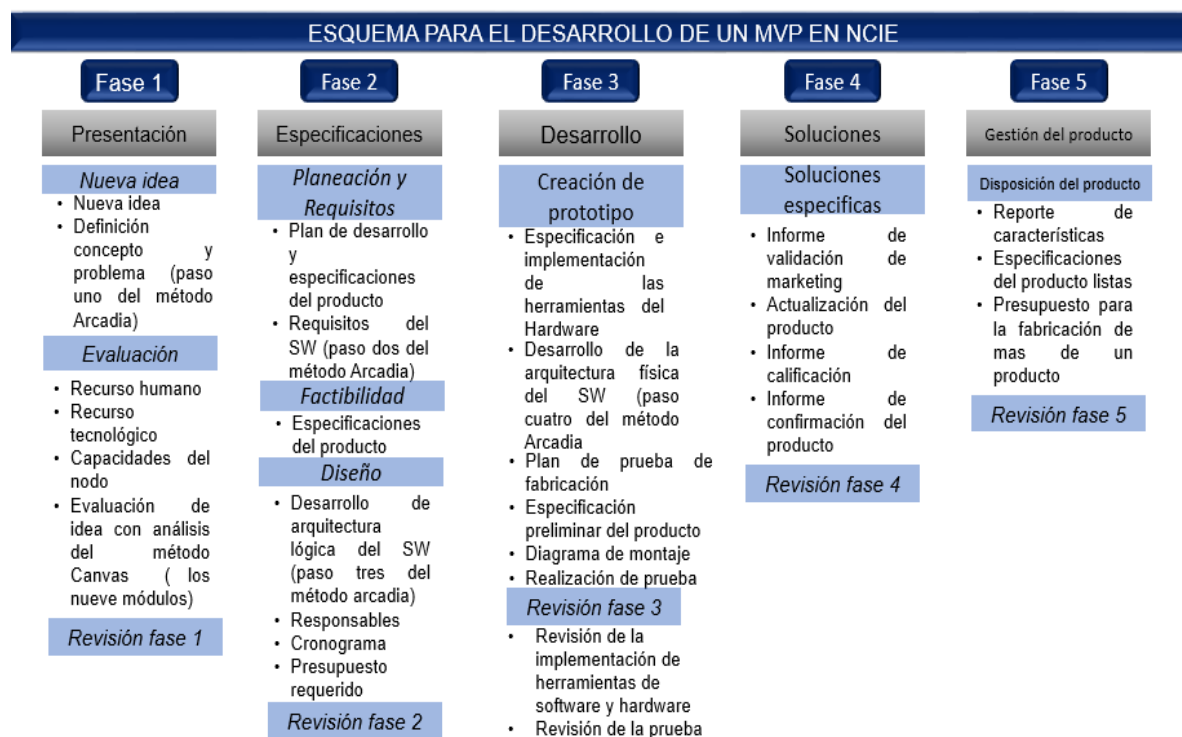 ESQUEMA PARA EL DESARROLLO DE UN MVP EN NCIE
Fase 1
Presentación
Nueva idea
• Nueva idea
• Definición
concepto y
problema (paso
uno del método
Arcadia)
Evaluación
• Recurso humano
• Recurso
tecnológico
• Capacidades del
nodo
• Evaluación de
idea con análisis
del método
Canvas ( los
nueve módulos)
Revisión fase 1
Fase 2
Especificaciones
Planeación y
Requisitos
• Plan de desarrollo
y
especificaciones
del producto
• Requisitos del
SW (paso dos del
método Arcadia)
Factibilidad
• Especificaciones
del producto
Diseño
• Desarrollo de
arquitectura
lógica del SW
(paso tres del
método arcadia)
• Responsables
• Cronograma
• Presupuesto
requerido
Revisión fase 2
Fase 3
Desarrollo
Creación de
prototipo
• Especificación e
implementación
de las
herramientas del
Hardware
• Desarrollo de la
arquitectura física
del SW (paso
cuatro del método
Arcadia
• Plan de prueba de
fabricación
• Especificación
preliminar del producto
• Diagrama de montaje
• Realización de prueba
Revisión fase 3
• Revisión de la
implementación de
herramientas de
software y hardware
• Revisión de la prueba
Fase 4
Soluciones
Soluciones
especificas
• Informe de
validación de
marketing
• Actualización del
producto
• Informe de
calificación
• Informe de
confirmación del
producto
Revisión fase 4
Fase 5
Gestión del producto
Disposición del producto
• Reporte de
características
• Especificaciones
del producto listas
• Presupuesto para
la fabricación de
mas de un
producto
Revisión fase 5